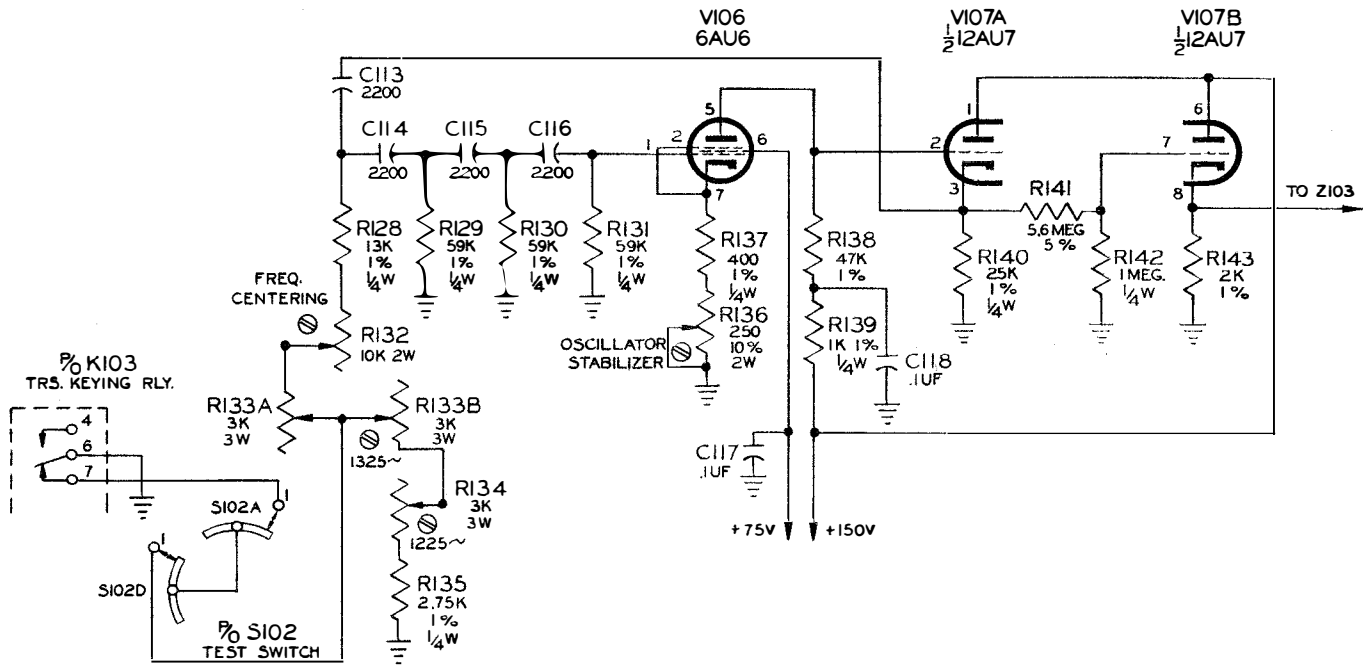 V106
6AU6
V107A
½12AU7
V107B
½12AU7
C113
2200
C114
2200
C115
2200
C116
2200
1
2
5
6
7
2
1
3
7
6
8
R128
13K
1%
¼W
R129
59K
1%
¼W
R130
59K
1%
¼W
R131
59K
1%
¼W
R137
400
1%
¼W
R138
47K
1%
R141
5.6 MEG
5%
R140
25K
1%
¼W
R142
1 MEG.
¼W
R143
2K
1%
TO Z103
FREQ.
CENTERING
R132
10K 2W
R136
250
10%
2W
OSCILLATOR
STABILIZER
R139
1K 1%
¼W
C118
.1UF
P/O K103
TRS. KEYING RLY.
4
6
7
R133A
3K
3W
R133B
3K
3W
1325~
R134
3K
3W
1225~
R135
2.75K
1%
¼W
C117
.1UF
+75V
+150V
S102A
1
1
S102D
P/O S102
TEST SWITCH